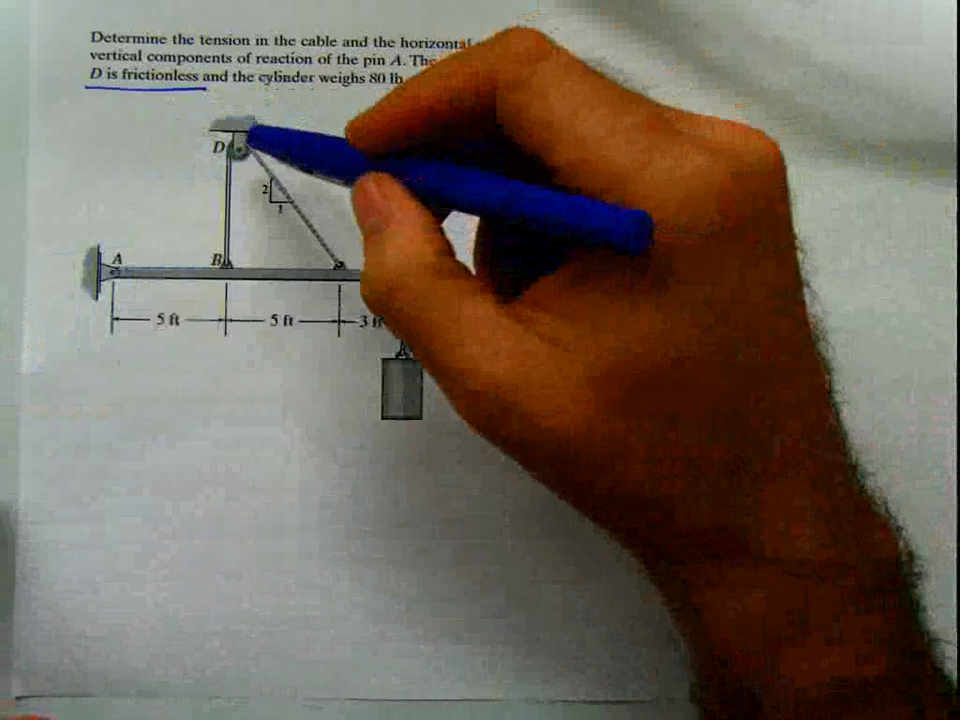 Determine the tension in the cable and the horizontal
vertical components of reaction of the pin A. The
D is frictionless and the cylinder weighs 80 lb
D
2
1
A
B
5 ft
5 ft
3 ft